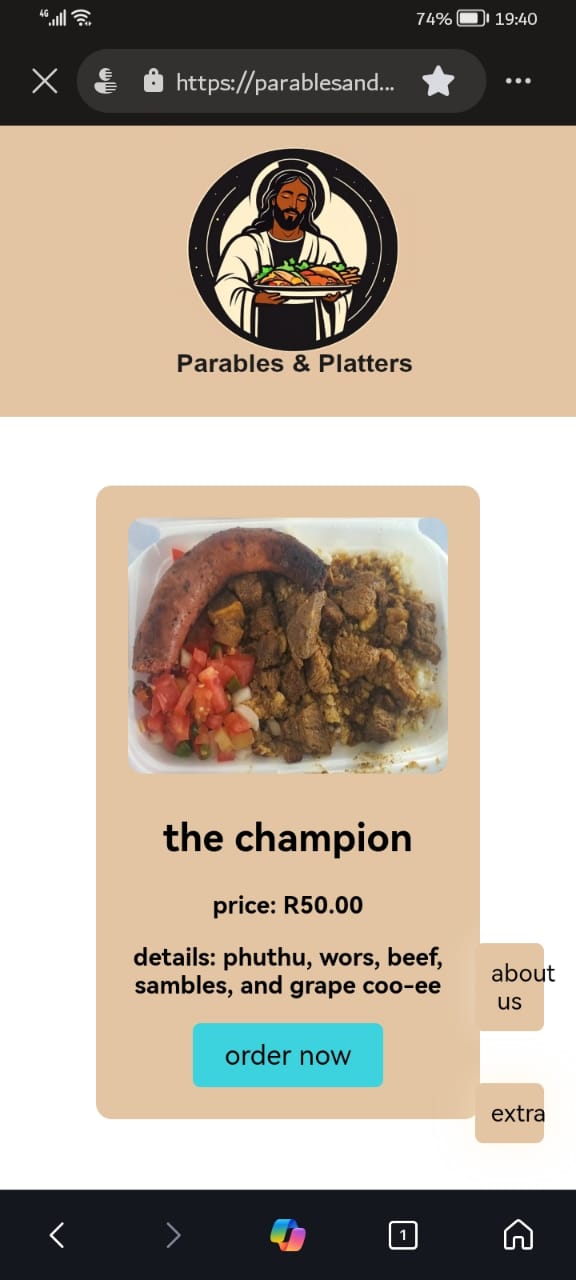 4G
74% 19:40
https://parablesand...
Parables & Platters
the champion
price: R50.00
details: phuthu, wors, beef,
sambles, and grape coo-ee
about
us
order now
extra
1